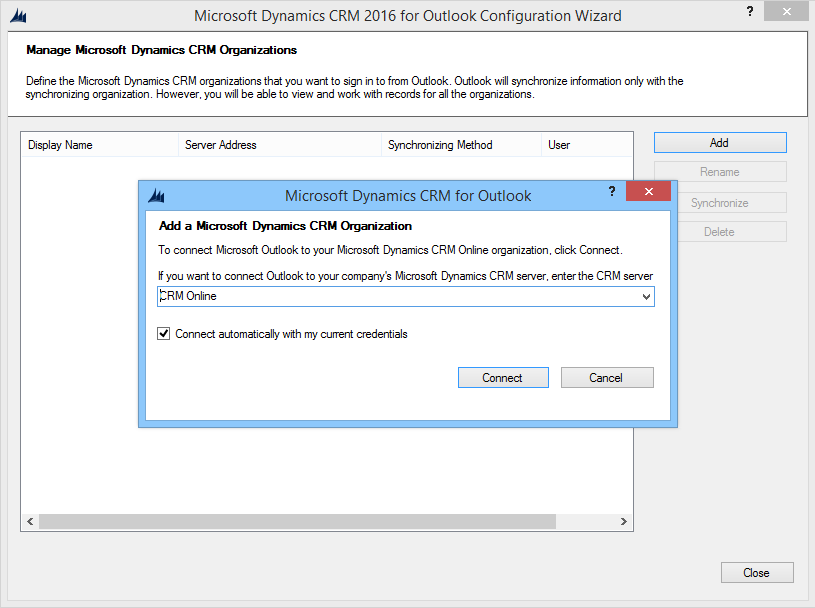 Microsoft Dynamics CRM 2016 for Outlook Configuration Wizard
?
Manage Microsoft Dynamics CRM Organizations
Define the Microsoft Dynamics CRM organizations that you want to sign in to from Outlook. Outlook will synchronize information only with the
synchronizing organization. However, you will be able to view and work with records for all the organizations.
Display Name Server Address Synchronizing Method User
Add
Rename
Synchronize
Delete
Microsoft Dynamics CRM for Outlook
?
Add a Microsoft Dynamics CRM Organization
To connect Microsoft Outlook to your Microsoft Dynamics CRM Online organization, click Connect.
If you want to connect Outlook to your company's Microsoft Dynamics CRM server, enter the CRM server
CRM Online
Connect automatically with my current credentials
Connect Cancel
Close